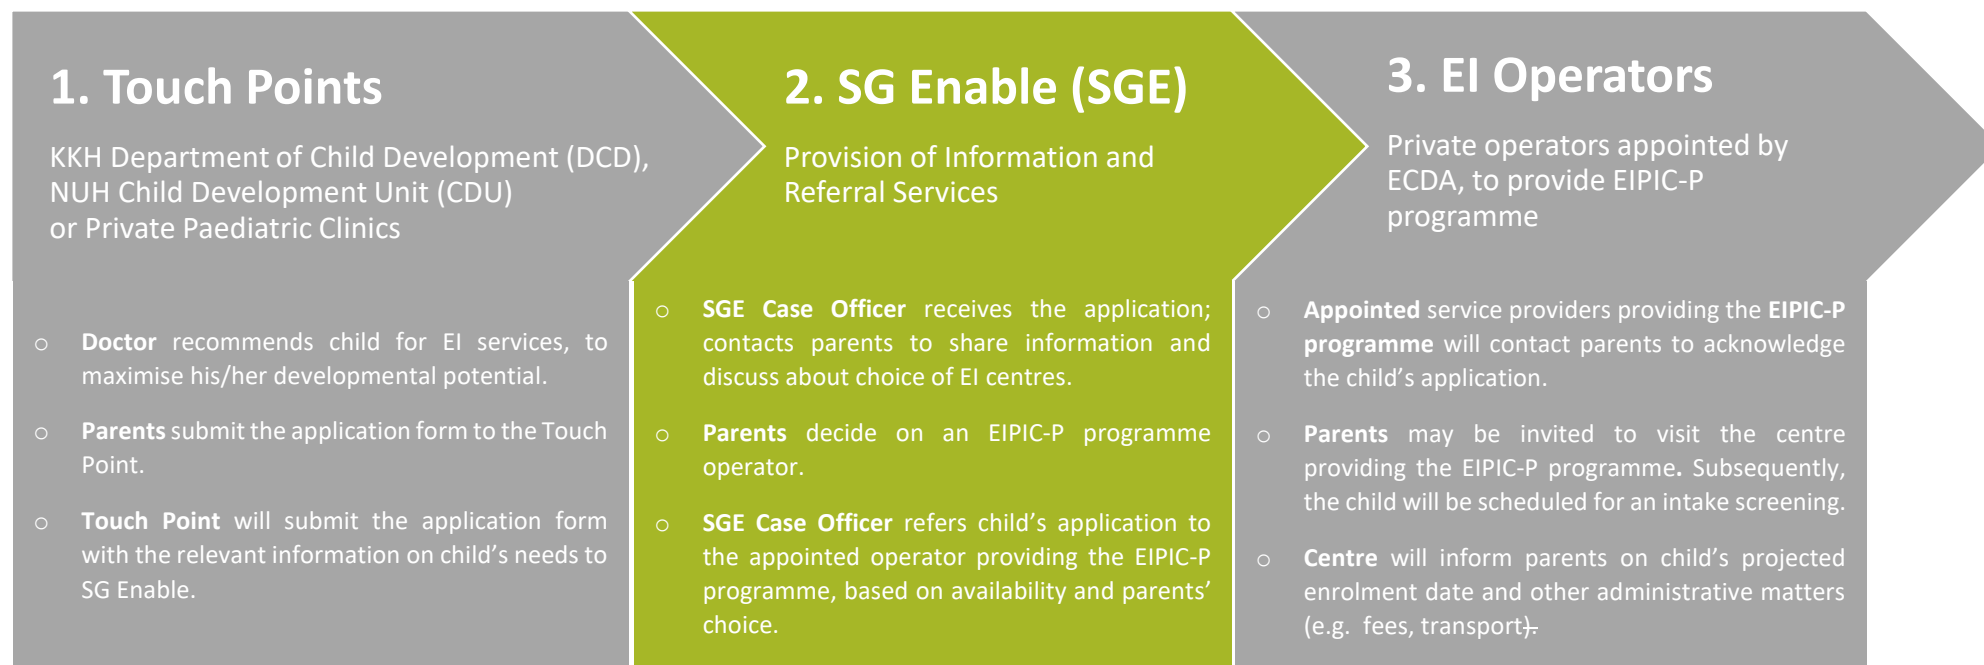 1. Touch Points
KKH Department of Child Development (DCD),
NUH Child Development Unit (CDU)
or Private Paediatric Clinics
o Doctor recommends child for EI services, to
maximise his/her developmental potential.
o Parents submit the application form to the Touch
Point.
o Touch Point will submit the application form
with the relevant information on child’s needs to
SG Enable.
2. SG Enable (SGE)
Provision of Information and
Referral Services
o SGE Case Officer receives the application;
contacts parents to share information and
discuss about choice of EI centres.
o Parents decide on an EIPIC-P programme
operator.
o SGE Case Officer refers child’s application to
the appointed operator providing the EIPIC-P
programme, based on availability and parents’
choice.
3. EI Operators
Private operators appointed by
ECDA, to provide EIPIC-P
programme
o Appointed service providers providing the EIPIC-P
programme will contact parents to acknowledge
the child’s application.
o Parents may be invited to visit the centre
providing the EIPIC-P programme. Subsequently,
the child will be scheduled for an intake screening.
o Centre will inform parents on child’s projected
enrolment date and other administrative matters
(e.g. fees, transport).